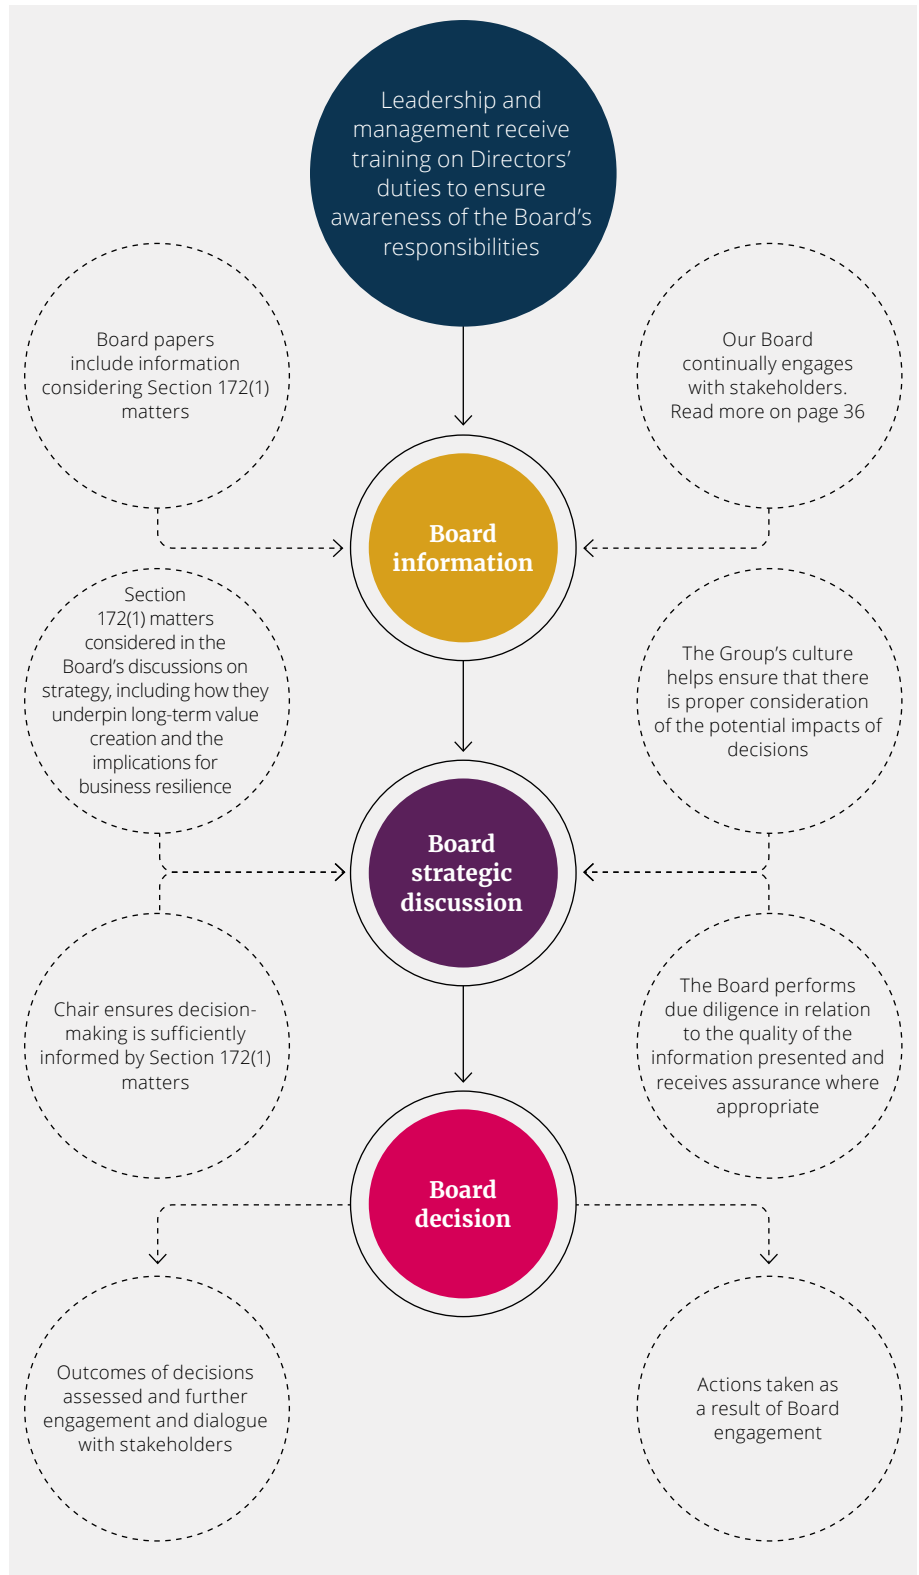 Leadership and
management receive
training on Directors’
duties to ensure
awareness of the Board’s
responsibilities
Board papers
include information
considering Section 172(1)
matters
Our Board
continually engages
with stakeholders.
Read more on page 36
Board
information
Section
172(1) matters
considered in the
Board’s discussions on
strategy, including how they
underpin long-term value
creation and the
implications for
business resilience
The Group’s culture
helps ensure that there
is proper consideration
of the potential impacts of
decisions
Board
strategic
discussion
Chair ensures decision-
making is sufficiently
informed by Section 172(1)
matters
The Board performs
due diligence in relation
to the quality of the
information presented and
receives assurance where
appropriate
Board
decision
Outcomes of decisions
assessed and further
engagement and dialogue
with stakeholders
Actions taken as
a result of Board
engagement